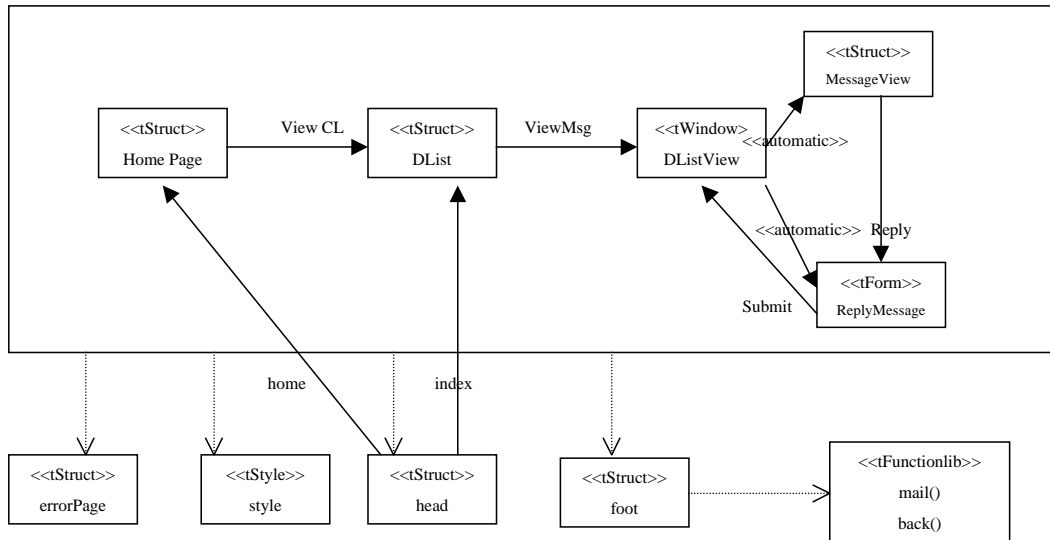 <<tStruct>>
MessageView
<<tStruct>>
Home Page
View CL
<<tStruct>>
DList
ViewMsg
<<tWindow>
DListView
<<automatic>>
<<automatic>>
Reply
<<tForm>>
ReplyMessage
Submit
home
index
<<tStruct>>
errorPage
<<tStyle>>
style
<<tStruct>>
head
<<tStruct>>
foot
<<tFunctionlib>>
mail()
back()